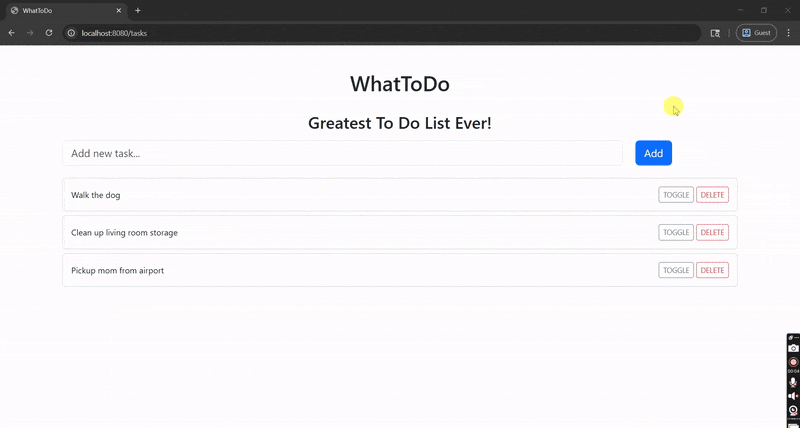 WhatToDo
localhost:8080/tasks
Guest
WhatToDo
Greatest To Do List Ever!
Add new task...
Add
Walk the dog
TOGGLE DELETE
Clean up living room storage
TOGGLE DELETE
Pickup mom from airport
TOGGLE DELETE
00:04